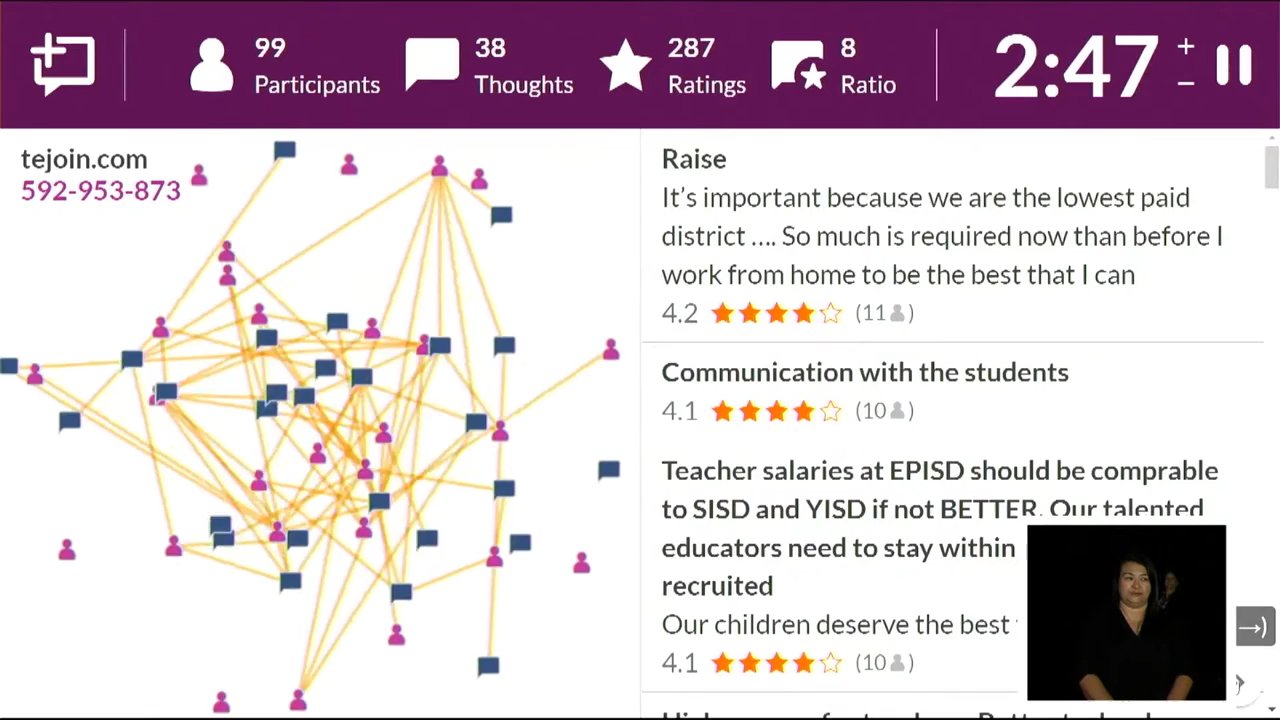 99
Participants
38
Thoughts
287
Ratings
8
Ratio
2:47
+
−
tejoin.com
592-953-873
Raise
It’s important because we are the lowest paid
district .... So much is required now than before I
work from home to be the best that I can
4.2 (11)
Communication with the students
4.1 (10)
Teacher salaries at EPISD should be comprable
to SISD and YISD if not BETTER. Our talented
educators need to stay within
recruited
Our children deserve the best
4.1 (10)